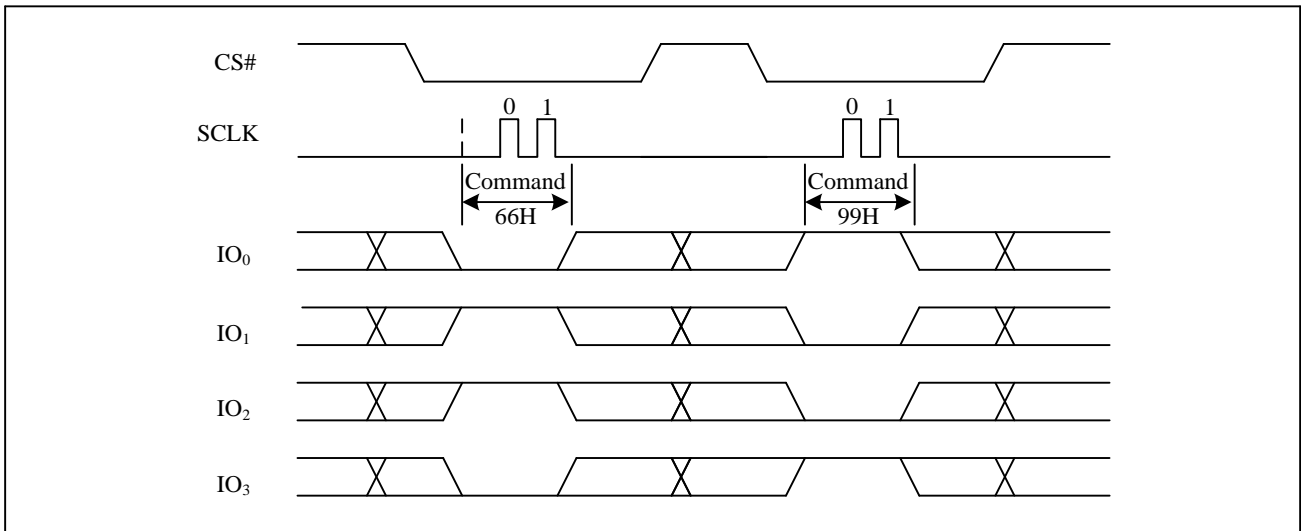 CS#
0 1 0 1
SCLK
Command Command
66H 99H
IO0
IO1
IO2
IO3